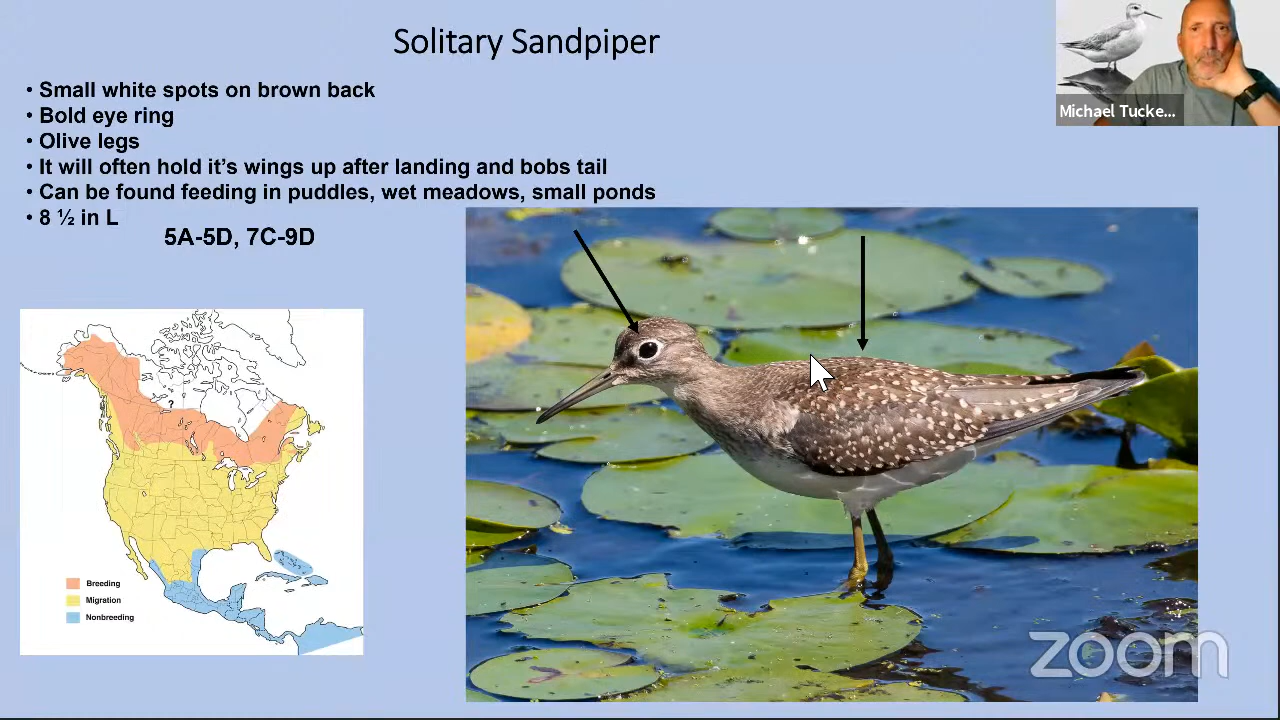 Solitary Sandpiper
• Small white spots on brown back
• Bold eye ring
• Olive legs
• It will often hold it’s wings up after landing and bobs tail
• Can be found feeding in puddles, wet meadows, small ponds
• 8 ½ in L
5A-5D, 7C-9D
Michael Tucke...
?
Breeding
Migration
Nonbreeding
zoom